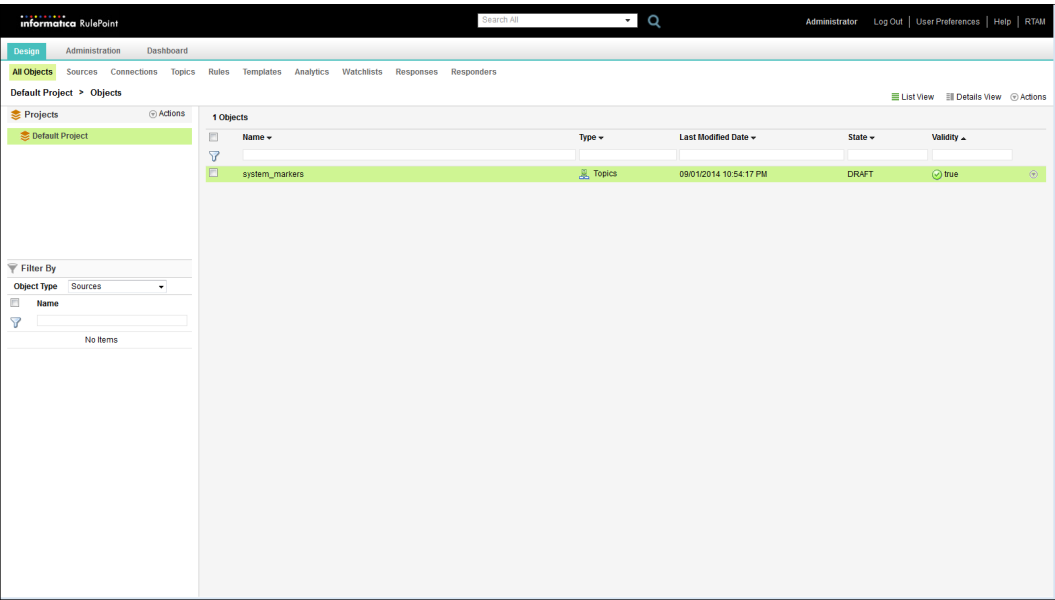 informatica RulePoint Search All Administrator Log Out | User Preferences | Help | RTAM
Design Administration Dashboard
All Objects Sources Connections Topics Rules Templates Analytics Watchlists Responses Responders
Default Project > Objects List View Details View Actions
Projects Actions
Default Project
1 Objects
Name Type Last Modified Date State Validity
system_markers Topics 09/01/2014 10:54:17 PM DRAFT true
Filter By
Object Type Sources
Name
No Items